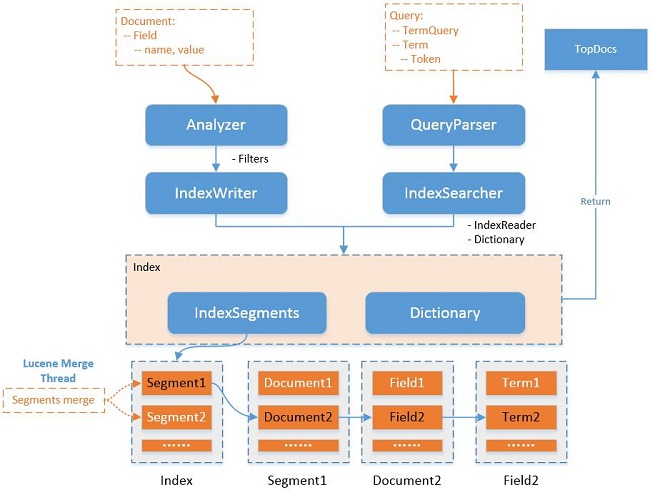 Document:
-- Field
-- name, value
Query:
-- TermQuery
-- Term
-- Token
TopDocs
Analyzer
QueryParser
- Filters
IndexWriter
IndexSearcher
- IndexReader
- Dictionary
Return
Index
IndexSegments
Dictionary
Lucene Merge
Thread
Segments merge
Segment1
Segment2
......
Document1
Document2
......
Field1
Field2
......
Term1
Term2
......
Index
Segment1
Document2
Field2